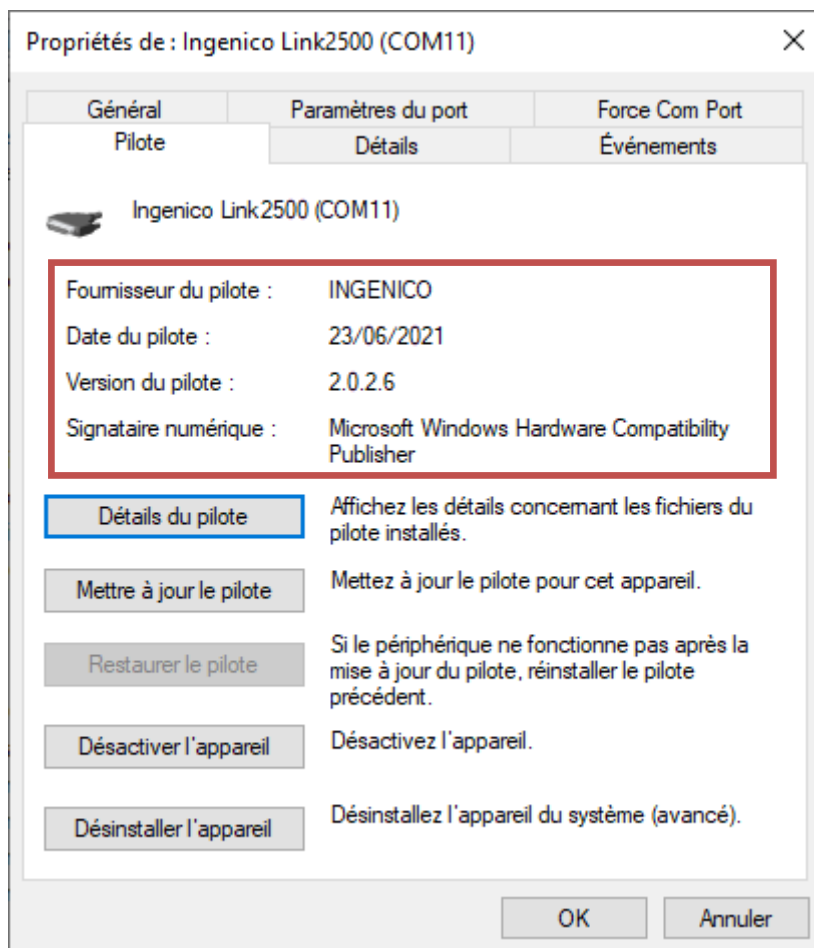 Propriétés de : Ingenico Link2500 (COM11)
Général
Paramètres du port
Force Com Port
Pilote
Détails
Événements
Ingenico Link2500 (COM11)
Fournisseur du pilote : INGENICO
Date du pilote : 23/06/2021
Version du pilote : 2.0.2.6
Signataire numérique : Microsoft Windows Hardware Compatibility
Publisher
Détails du pilote
Affichez les détails concernant les fichiers du
pilote installés.
Mettre à jour le pilote
Mettez à jour le pilote pour cet appareil.
Restaurer le pilote
Si le périphérique ne fonctionne pas après la
mise à jour du pilote, réinstaller le pilote
précédent.
Désactiver l'appareil
Désactivez l'appareil.
Désinstaller l'appareil
Désinstallez l'appareil du système (avancé).
OK
Annuler